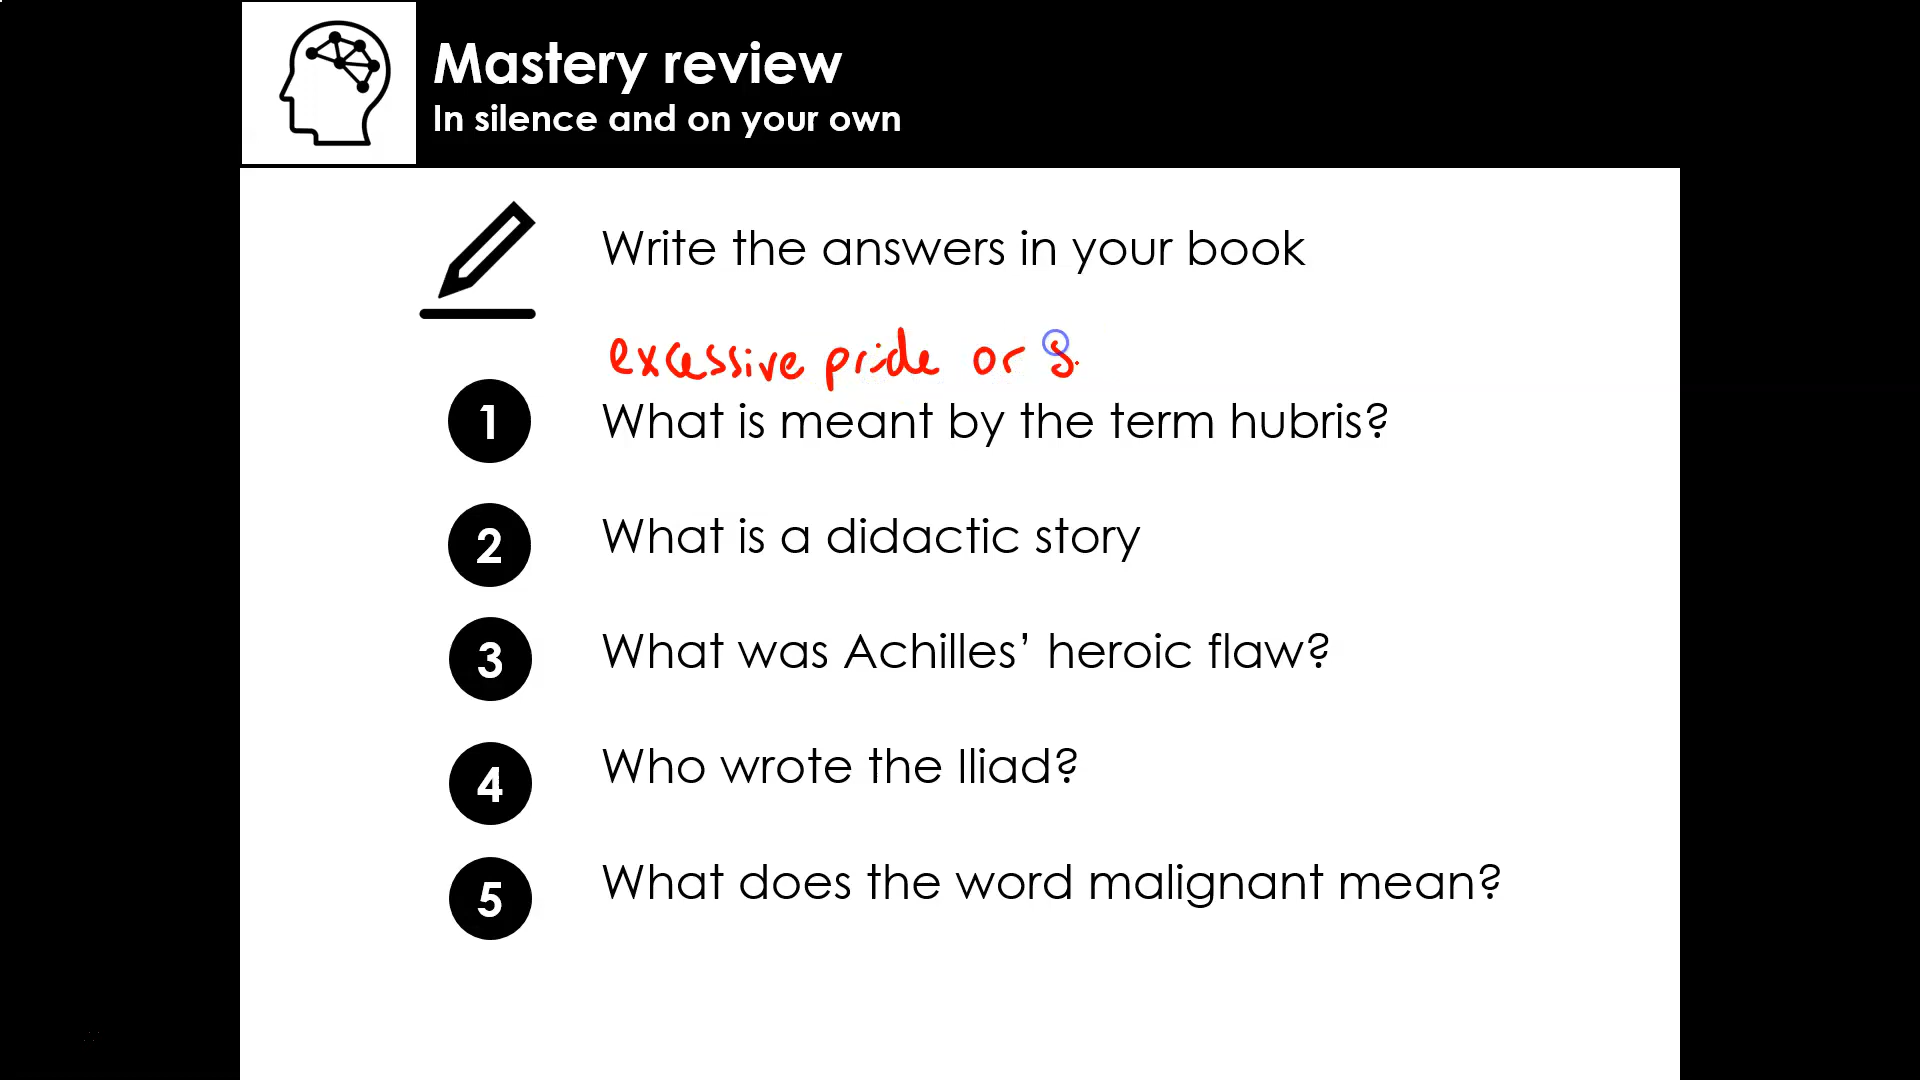 Mastery review
In silence and on your own
Write the answers in your book
excessive pride or s
1 What is meant by the term hubris?
2 What is a didactic story
3 What was Achilles’ heroic flaw?
4 Who wrote the Iliad?
5 What does the word malignant mean?